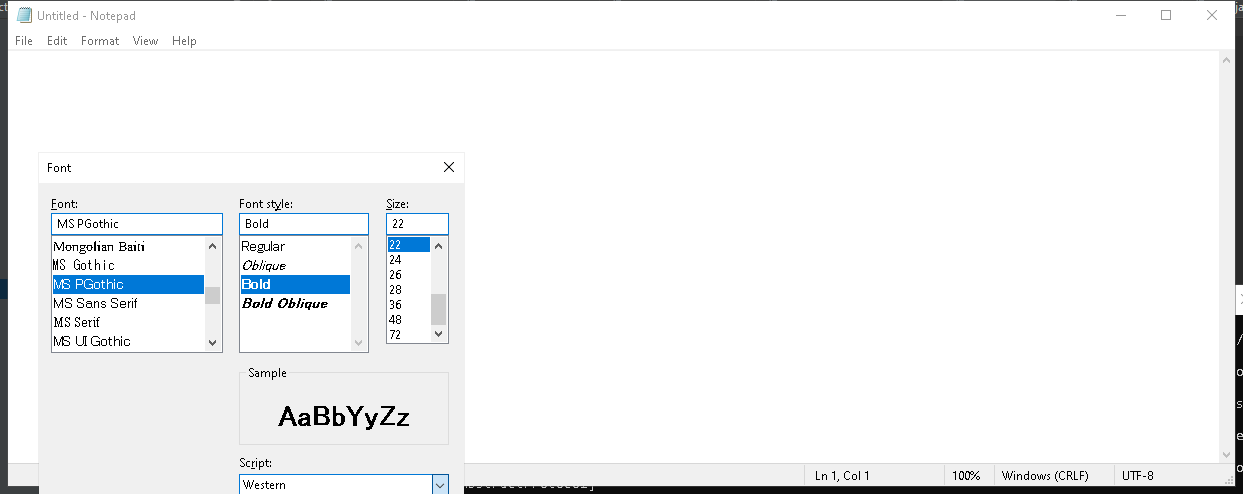 Untitled - Notepad
File Edit Format View Help
Font
Font: Font style: Size:
MS PGothic Bold 22
Mongolian Baiti
MS Gothic
MS PGothic
MS Sans Serif
MS Serif
MS UI Gothic
Regular
Oblique
Bold
Bold Oblique
22
24
26
28
36
48
72
Sample
AaBbYyZz
Script:
Western
Ln 1, Col 1 100% Windows (CRLF) UTF-8